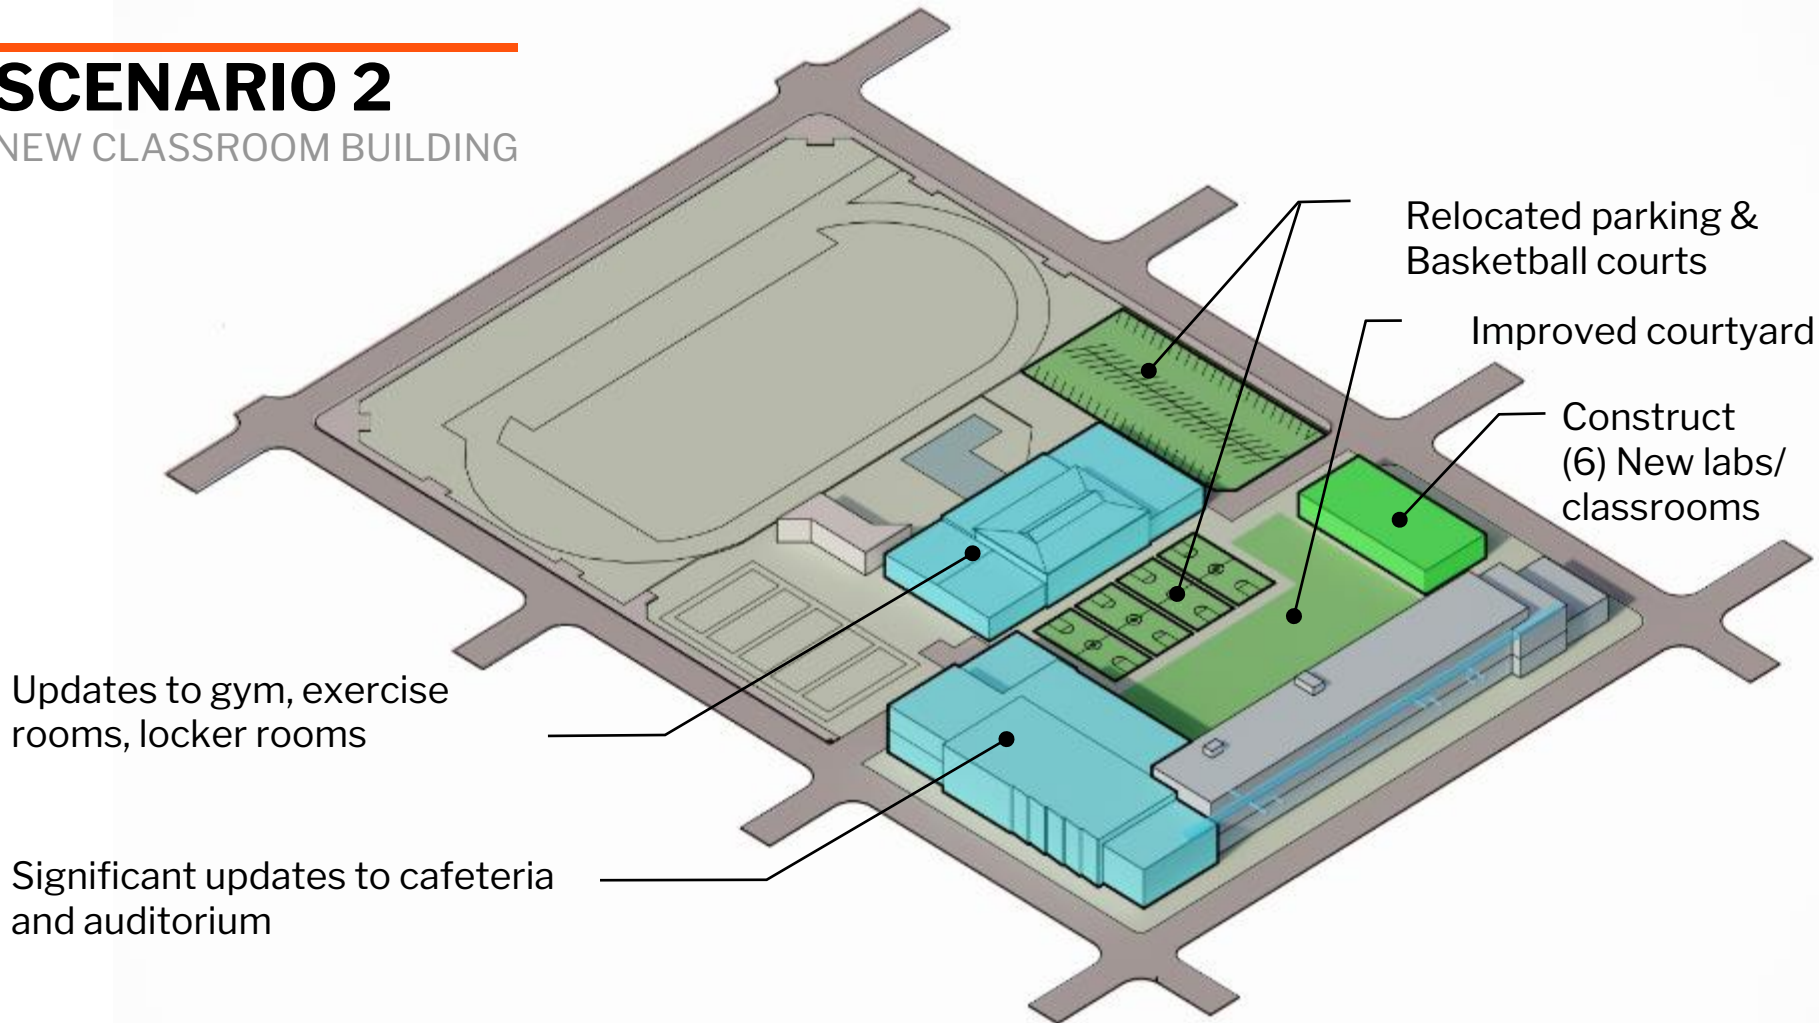 SCENARIO 2
NEW CLASSROOM BUILDING
Relocated parking &
Basketball courts
Improved courtyard
Construct
(6) New labs/
classrooms
Updates to gym, exercise
rooms, locker rooms
Significant updates to cafeteria
and auditorium